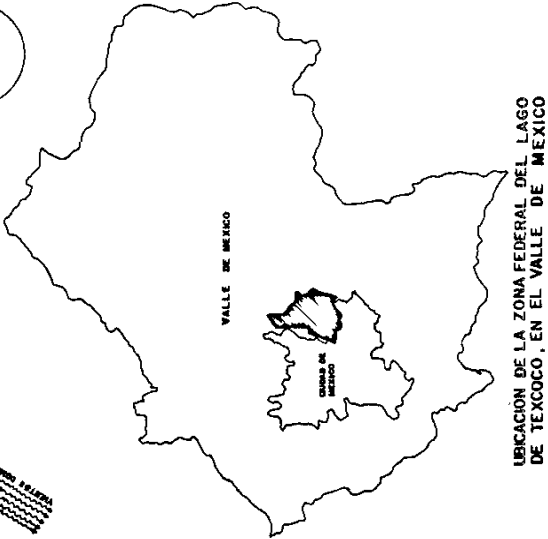 VALLE DE MEXICO
CIUDAD DE
MEXICO
UBICACION DE LA ZONA FEDERAL DEL LAGO
DE TEXCOCO, EN EL VALLE DE MEXICO